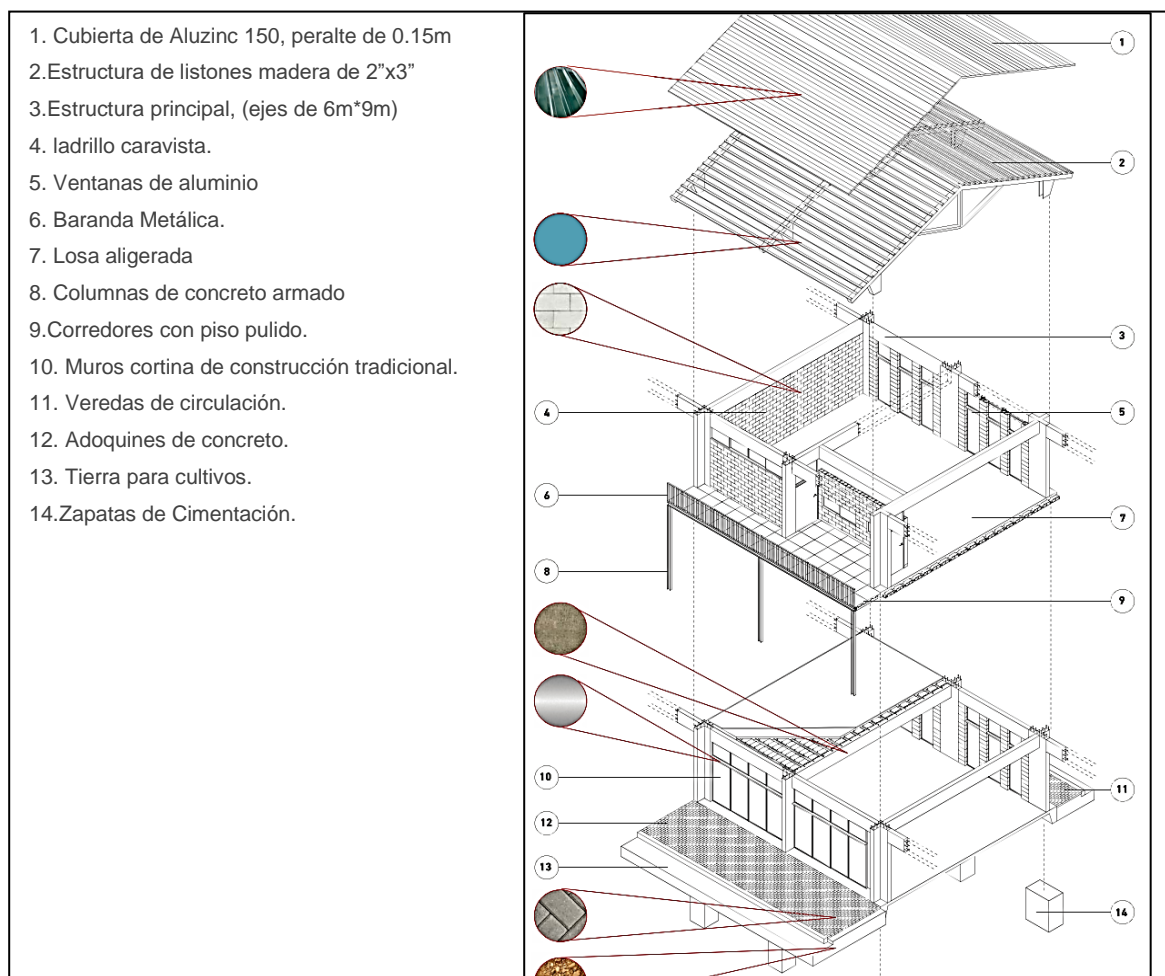 1. Cubierta de Aluzinc 150, peralte de 0.15m
2.Estructura de listones madera de 2”x3”
3.Estructura principal, (ejes de 6m*9m)
4. ladrillo caravista.
5. Ventanas de aluminio
6. Baranda Metálica.
7. Losa aligerada
8. Columnas de concreto armado
9.Corredores con piso pulido.
10. Muros cortina de construcción tradicional.
11. Veredas de circulación.
12. Adoquines de concreto.
13. Tierra para cultivos.
14.Zapatas de Cimentación.
1
2
3
4
5
6
7
8
9
10
11
12
13
14